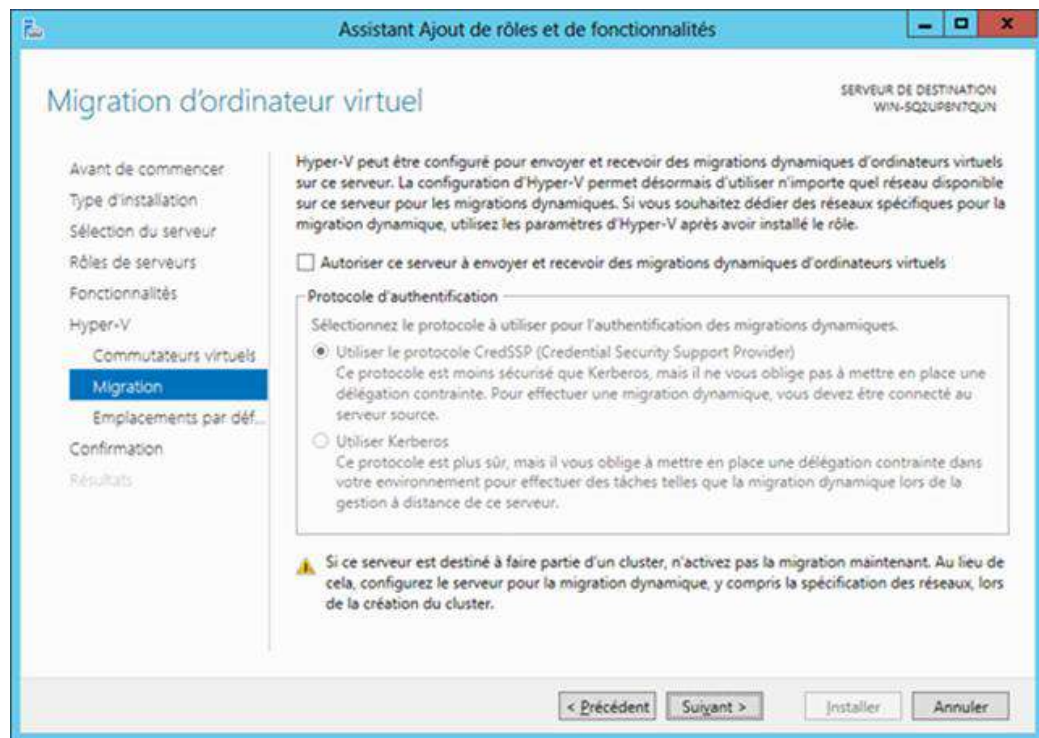 Assistant Ajout de rôles et de fonctionnalités
Migration d'ordinateur virtuel
SERVEUR DE DESTINATION
WIN-SQ2UP8N7QUN
Avant de commencer
Type d'installation
Sélection du serveur
Rôles de serveurs
Fonctionnalités
Hyper-V
Commutateurs virtuels
Migration
Emplacements par déf...
Confirmation
Résultats
Hyper-V peut être configuré pour envoyer et recevoir des migrations dynamiques d'ordinateurs virtuels
sur ce serveur. La configuration d'Hyper-V permet désormais d'utiliser n'importe quel réseau disponible
sur ce serveur pour les migrations dynamiques. Si vous souhaitez dédier des réseaux spécifiques pour la
migration dynamique, utilisez les paramètres d'Hyper-V après avoir installé le rôle.
Autoriser ce serveur à envoyer et recevoir des migrations dynamiques d'ordinateurs virtuels
Protocole d'authentification
Sélectionnez le protocole à utiliser pour l'authentification des migrations dynamiques.
Utiliser le protocole CredSSP (Credential Security Support Provider)
Ce protocole est moins sécurisé que Kerberos, mais il ne vous oblige pas à mettre en place une
délégation contrainte. Pour effectuer une migration dynamique, vous devez être connecté au
serveur source.
Utiliser Kerberos
Ce protocole est plus sûr, mais il vous oblige à mettre en place une délégation contrainte dans
votre environnement pour effectuer des tâches telles que la migration dynamique lors de la
gestion à distance de ce serveur.
Si ce serveur est destiné à faire partie d'un cluster, n'activez pas la migration maintenant. Au lieu de
cela, configurez le serveur pour la migration dynamique, y compris la spécification des réseaux, lors
de la création du cluster.
< Précédent
Suivant >
Installer
Annuler